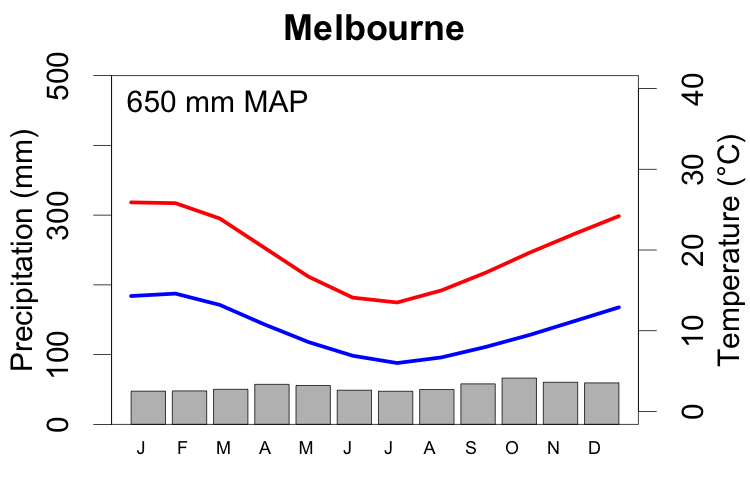 Melbourne
650 mm MAP
Precipitation (mm)
500
300
100
0
40
30
20
10
0
Temperature (°C)
J F M A M J J A S O N D